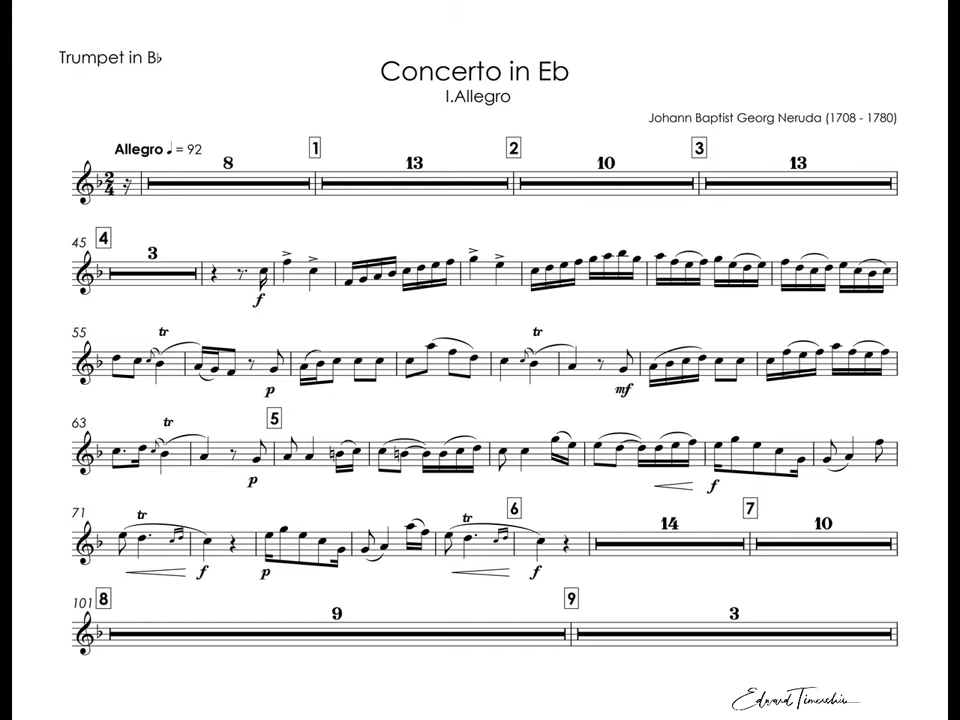 Trumpet in B♭
Concerto in Eb
I.Allegro
Johann Baptist Georg Neruda (1708 - 1780)
Allegro ♩ = 92
8 1 13 2 10 3 13
2
4
45 4 3
f
55 tr tr
p mf
63 tr 5
p f
71 tr tr 6 14 7 10
f p f
101 8 9 9 3
Edward